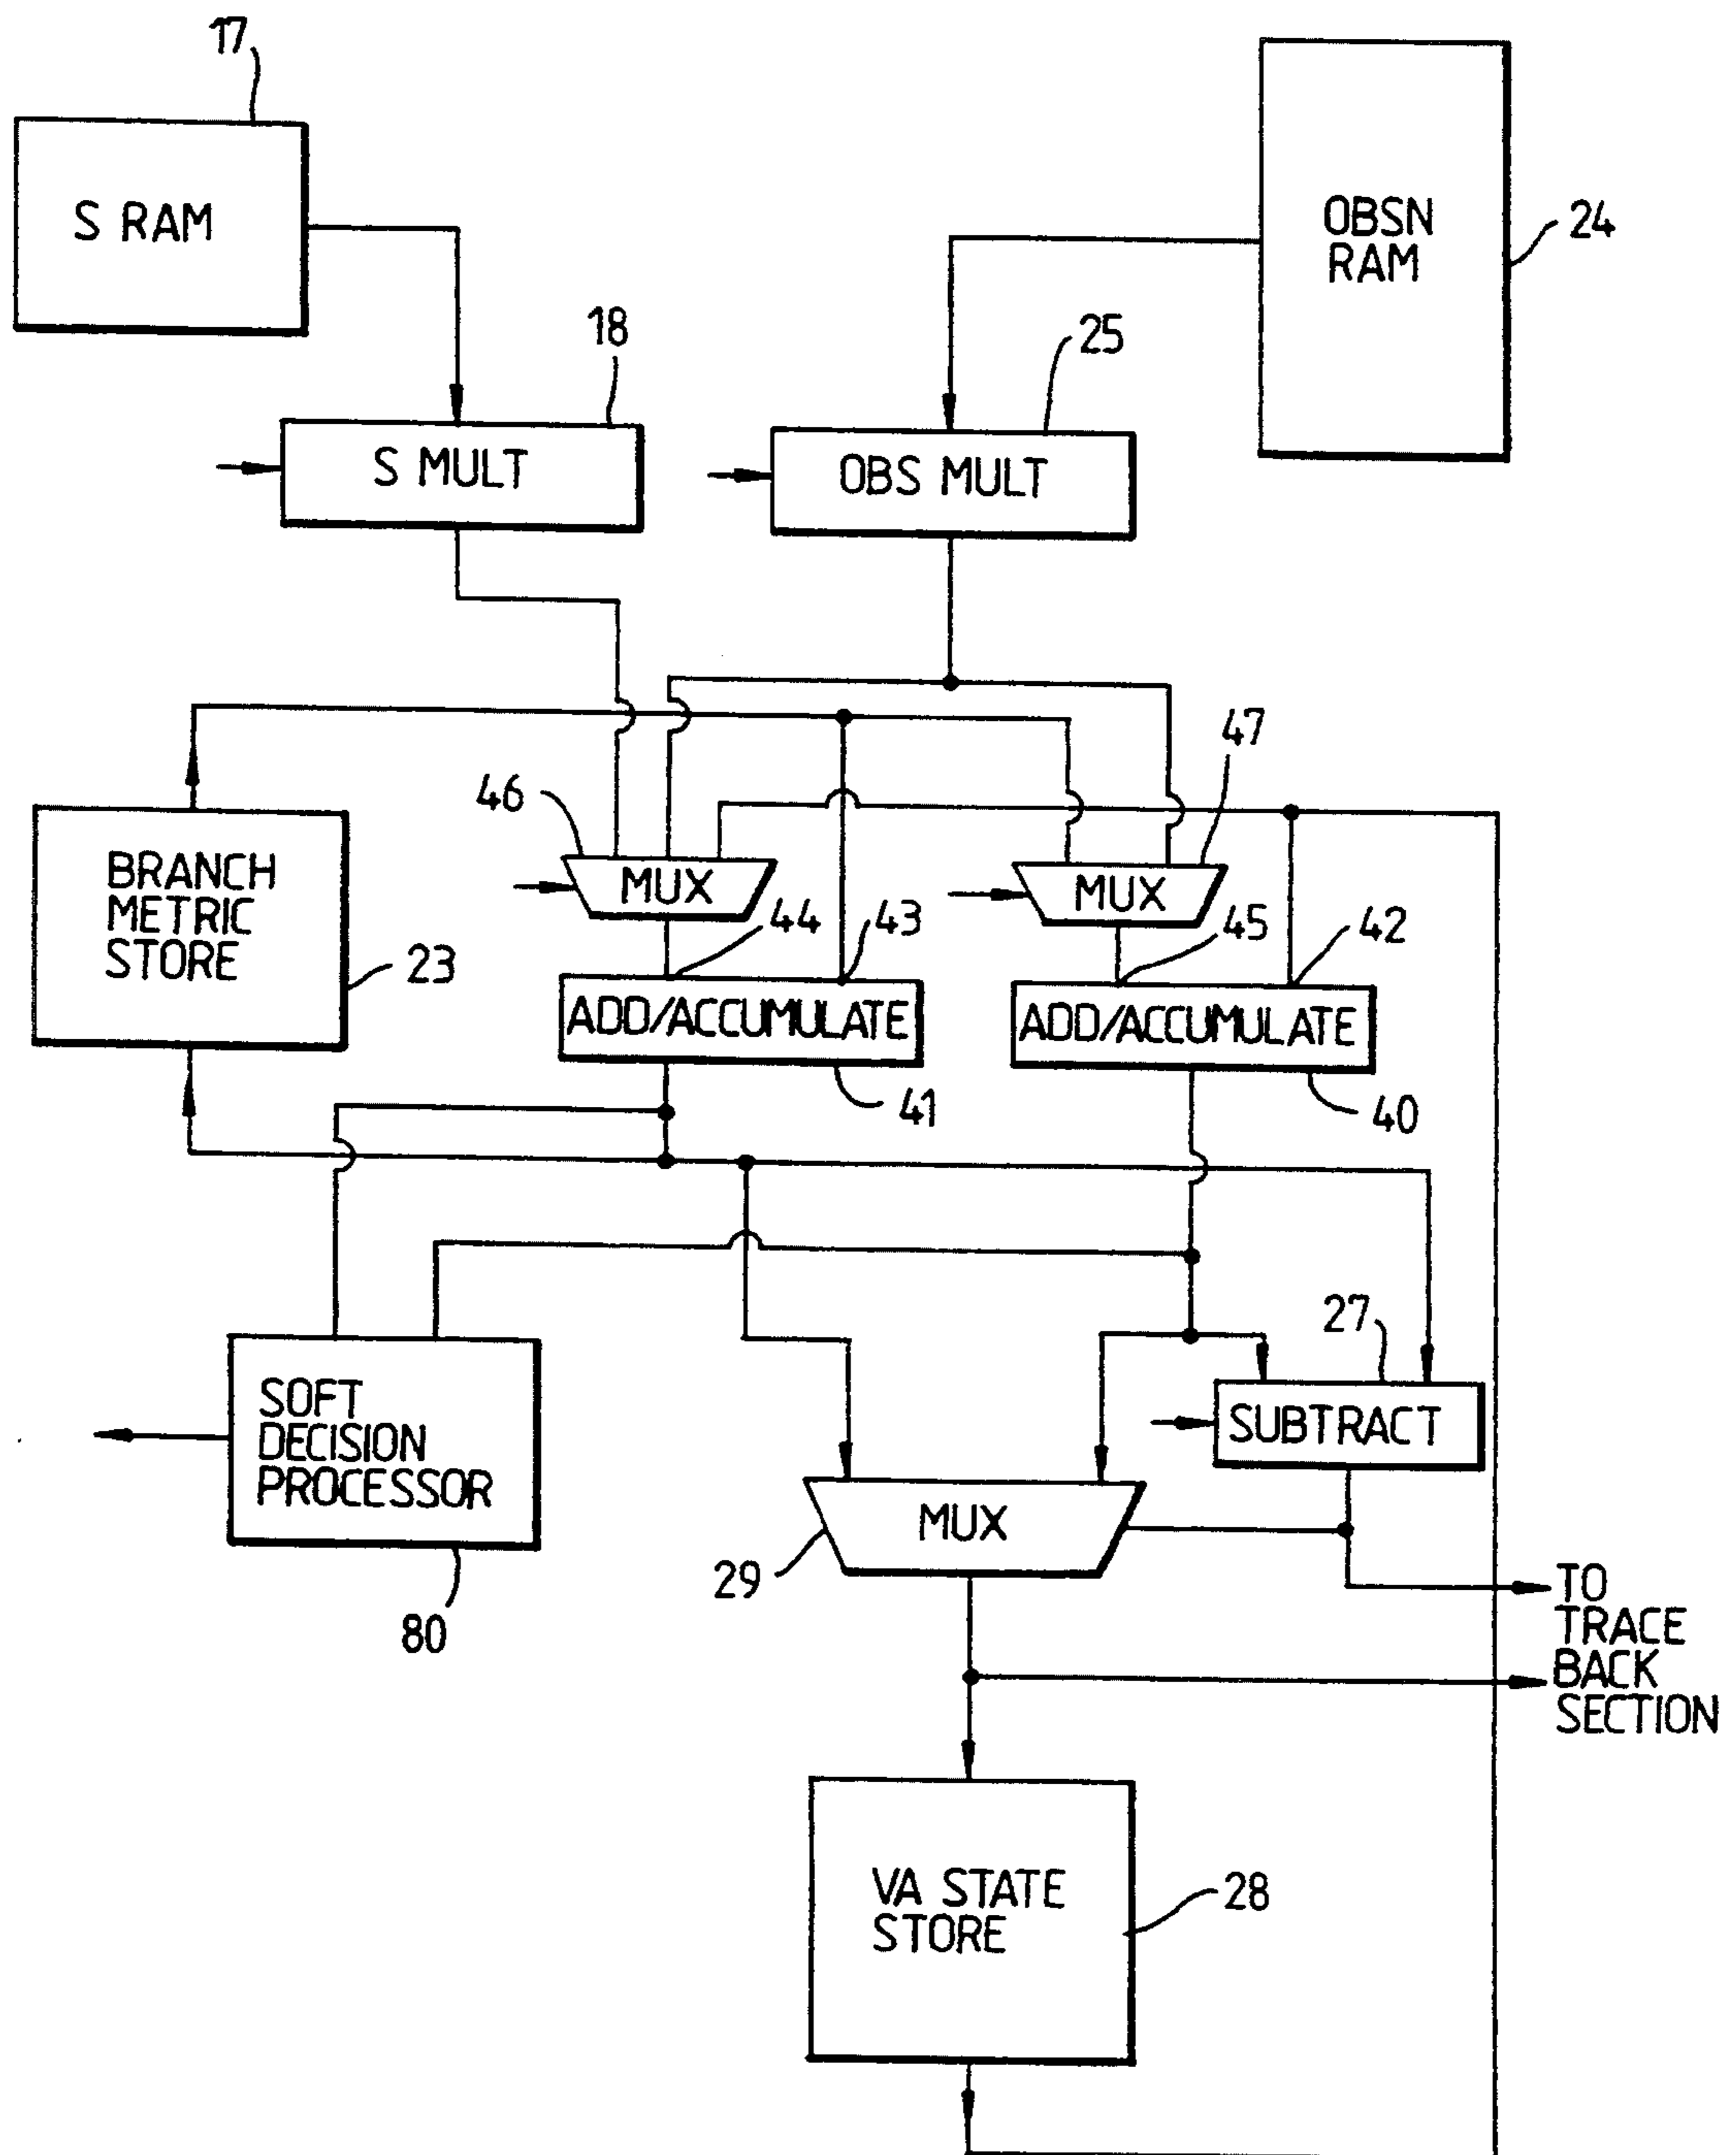 17
S RAM
OBSN
RAM
24
18
S MULT
25
OBS MULT
46
47
MUX
MUX
BRANCH
METRIC
STORE
23
44
43
45
42
ADD/ACCUMULATE
ADD/ACCUMULATE
41
40
27
SUBTRACT
SOFT
DECISION
PROCESSOR
80
MUX
29
TO
TRACE
BACK
SECTION
VA STATE
STORE
28